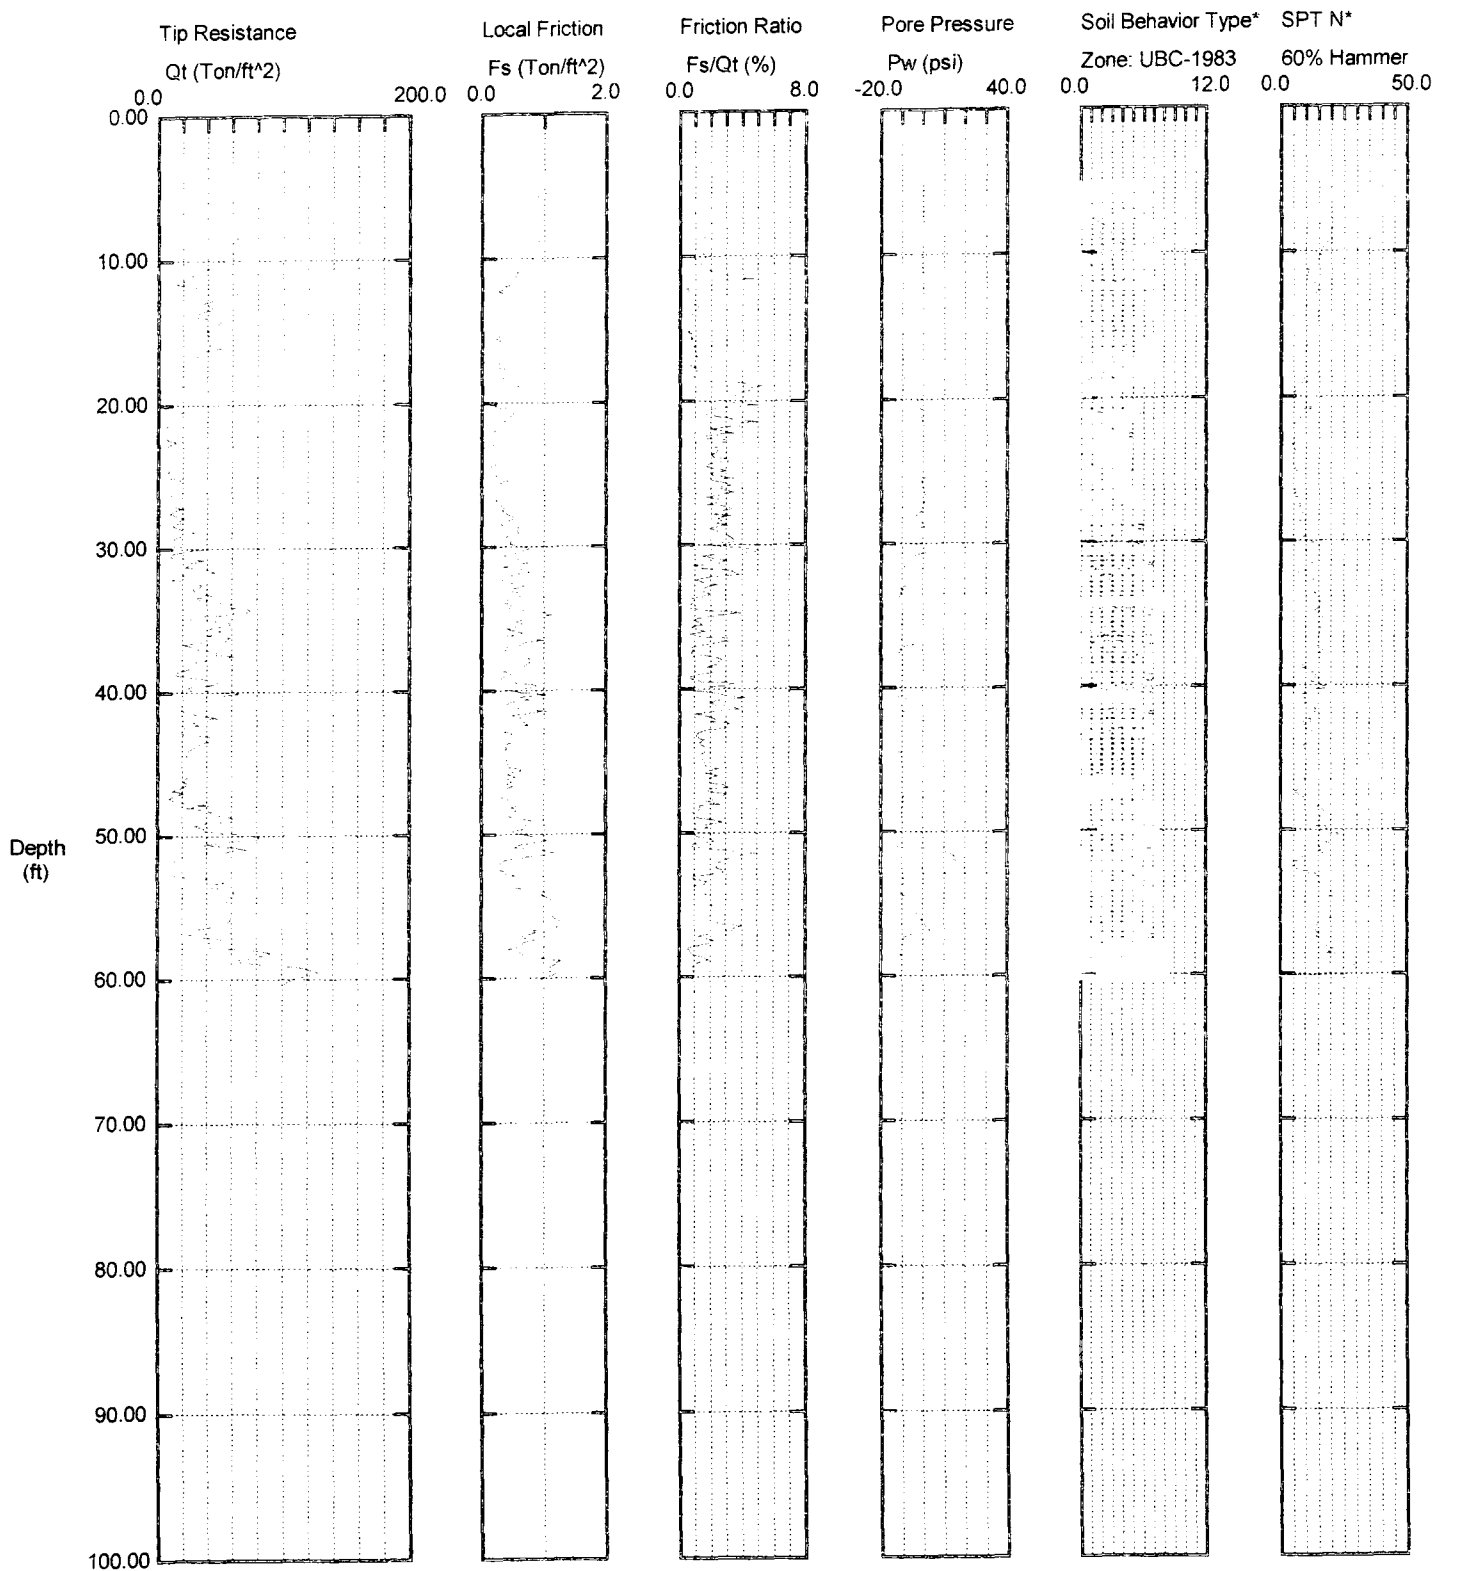 Tip Resistance
Qt (Ton/ft^2)
0.0 200.0
Local Friction
Fs (Ton/ft^2)
0.0 2.0
Friction Ratio
Fs/Qt (%)
0.0 8.0
Pore Pressure
Pw (psi)
-20.0 40.0
Soil Behavior Type*
Zone: UBC-1983
0.0 12.0
SPT N*
60% Hammer
0.0 50.0
0.00
10.00
20.00
30.00
40.00
50.00
Depth
(ft)
60.00
70.00
80.00
90.00
100.00